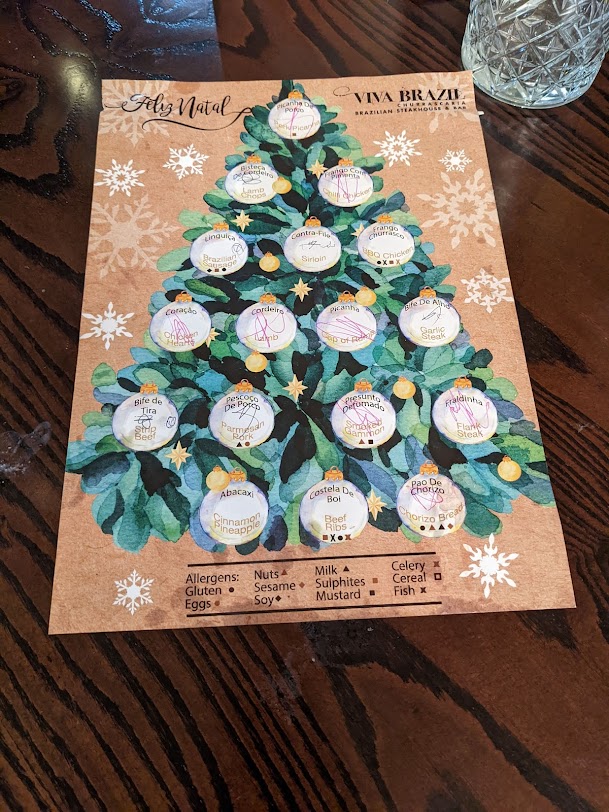 Feliz Natal
VIVA BRAZIL
CHURRASCARIA
BRAZILIAN STEAKHOUSE & BAR
Picanha De
Porco
Bisteca
De Cordeiro
Lamb
Chops
Frango Com
Pimenta
Chicken
Linguiça
Brazilian
Sausage
Contra-Filé
Sirloin
Frango
Churrasco
BBQ Chicken
Coração
Chicken
Hearts
Cordeiro
Lamb
Picanha
Bife De Alho
Garlic
Steak
Bife de
Tira
Strip
Beef
Pescoço
De Porco
Parmesan
Pork
Presunto
Defumado
Smoked
Gammon
Fraldinha
Flank
Steak
Abacaxi
Cinnamon
Pineapple
Costela De
Boi
Beef
Ribs
Pao De
Chorizo
Chorizo Bread
Allergens: Nuts Milk Celery
Gluten Sesame Sulphites Cereal
Eggs Soy Mustard Fish